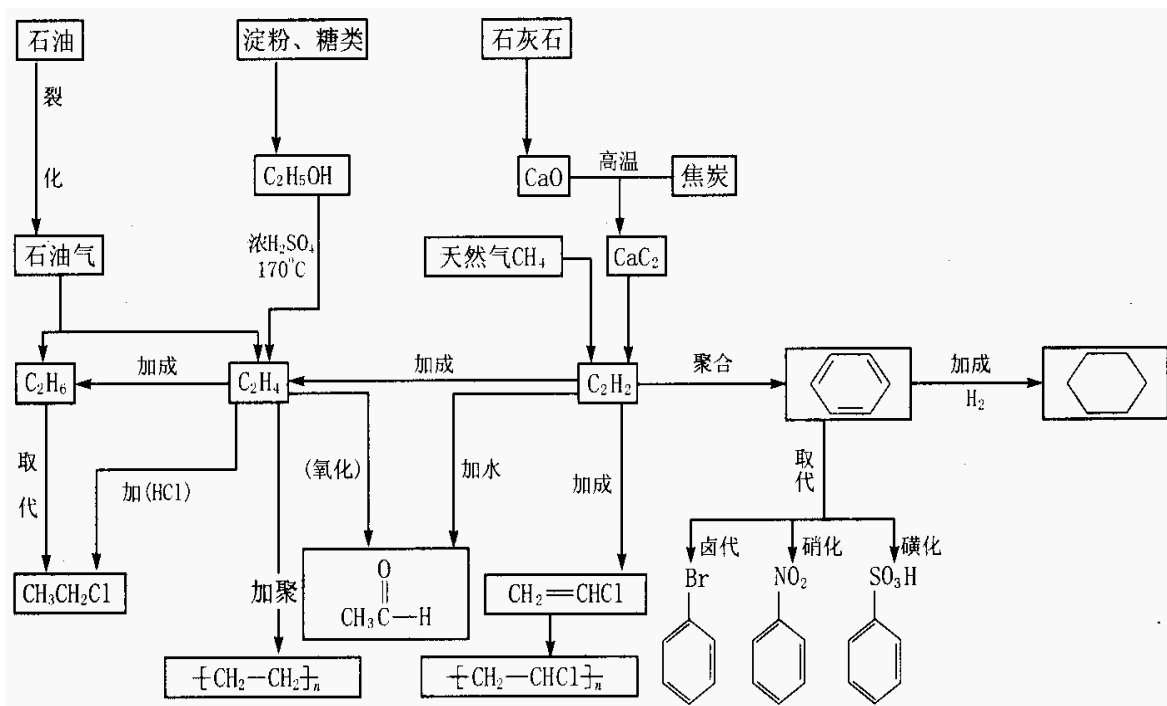 石油
淀粉、糖类
石灰石
裂
化
C₂H₅OH
CaO
高温
焦炭
石油气
浓H₂SO₄
170°C
天然气CH₄
CaC₂
C₂H₆
加成
C₂H₄
加成
C₂H₂
聚合
加成
H₂
取
代
加(HCl)
(氧化)
加水
加成
取
代
卤代
硝化
磺化
CH₃CH₂Cl
加聚
O
CH₃C—H
CH₂═CHCl
Br
NO₂
SO₃H
-[CH₂—CH₂]-ₙ
-[CH₂—CHCl]-ₙ